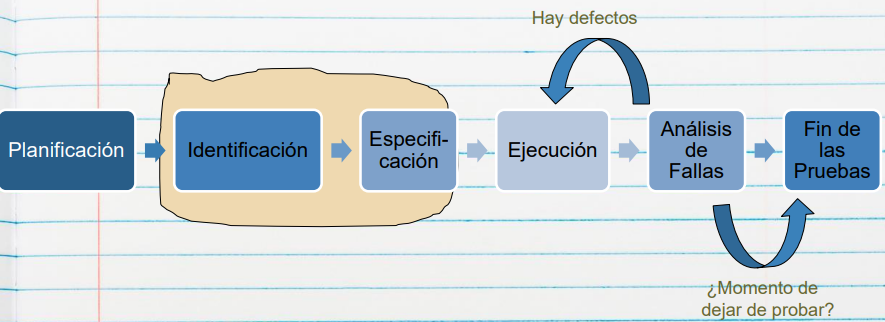 Hay defectos
Planificación
Identificación
Especifi-
cación
Ejecución
Análisis
de
Fallas
Fin de
las
Pruebas
¿Momento de
dejar de probar?